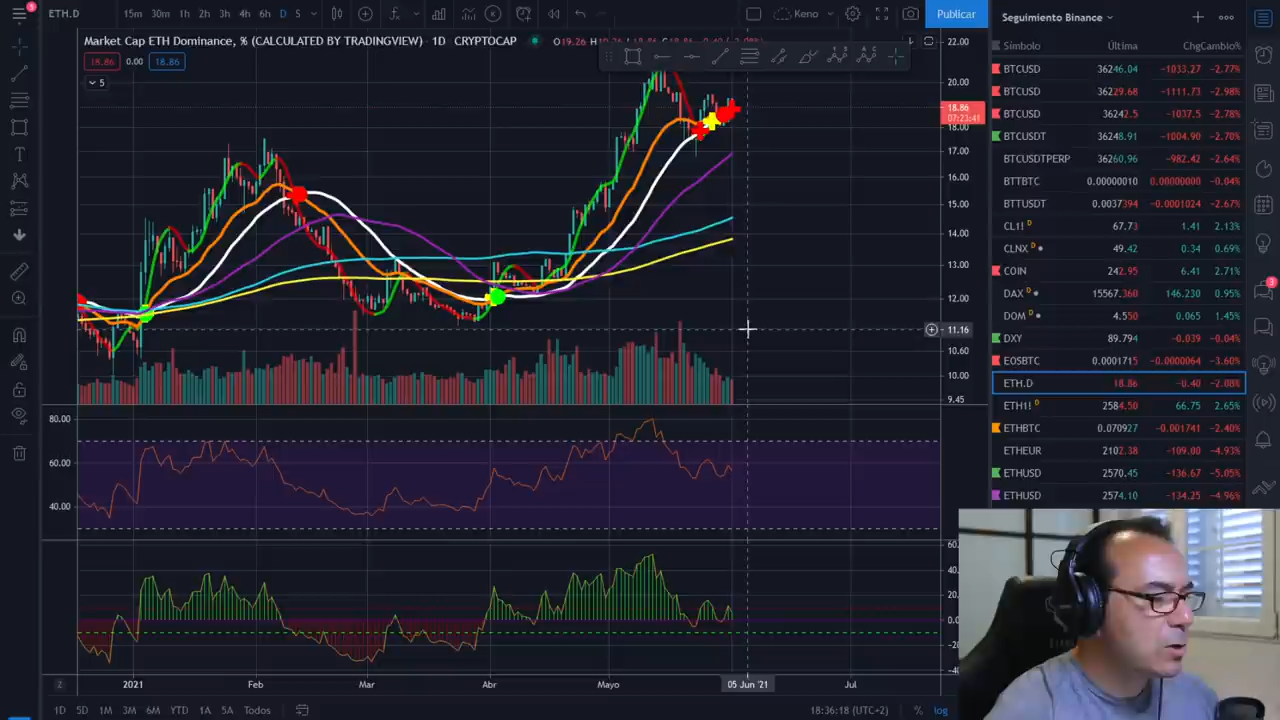 5
ETH.D
15m 30m 1h 2h 3h 4h 6h D S
Keno
Publicar
Market Cap ETH Dominance, % (CALCULATED BY TRADINGVIEW) · 1D · CRYPTOCAP
18.86 0.00 18.86
5
22.00
20.00
18.86
07:23:41
18.00
17.00
16.00
15.00
14.00
13.00
12.00
11.16
10.60
10.00
9.45
80.00
60.00
40.00
Z
2021 Feb Mar Abr Mayo 05 Jun '21 Jul
1D 5D 1M 3M 6M YTD 1A 5A Todos
18:36:18 (UTC+2) % log
Seguimiento Binance
Símbolo Última Chg Cambio%
BTCUSD 36246.04 −1033.27 −2.77%
BTCUSD 36229.68 −1111.73 −2.98%
BTCUSD 36242.5 −1037.5 −2.78%
BTCUSDT 36248.91 −1004.90 −2.70%
BTCUSDTPERP 36260.96 −982.42 −2.64%
BTTBTC 0.00000010 0.00000000 −0.04%
BTTUSDT 0.0037394 −0.0001024 −2.67%
CL1! D 67.73 1.41 2.13%
CLNX 49.42 0.34 0.69%
COIN 242.95 6.41 2.71%
DAX D 15567.360 146.230 0.95%
DOM D 4.550 0.065 1.45%
DXY 89.794 −0.039 −0.04%
EOSBTC 0.0001715 −0.0000064 −3.60%
ETH.D 18.86 −0.40 −2.08%
ETH1! D 2584.50 66.75 2.65%
ETHBTC 0.070927 −0.001741 −2.40%
ETHEUR 2102.38 −109.00 −4.93%
ETHUSD 2570.45 −136.67 −5.05%
ETHUSD 2574.10 −134.25 −4.96%
3